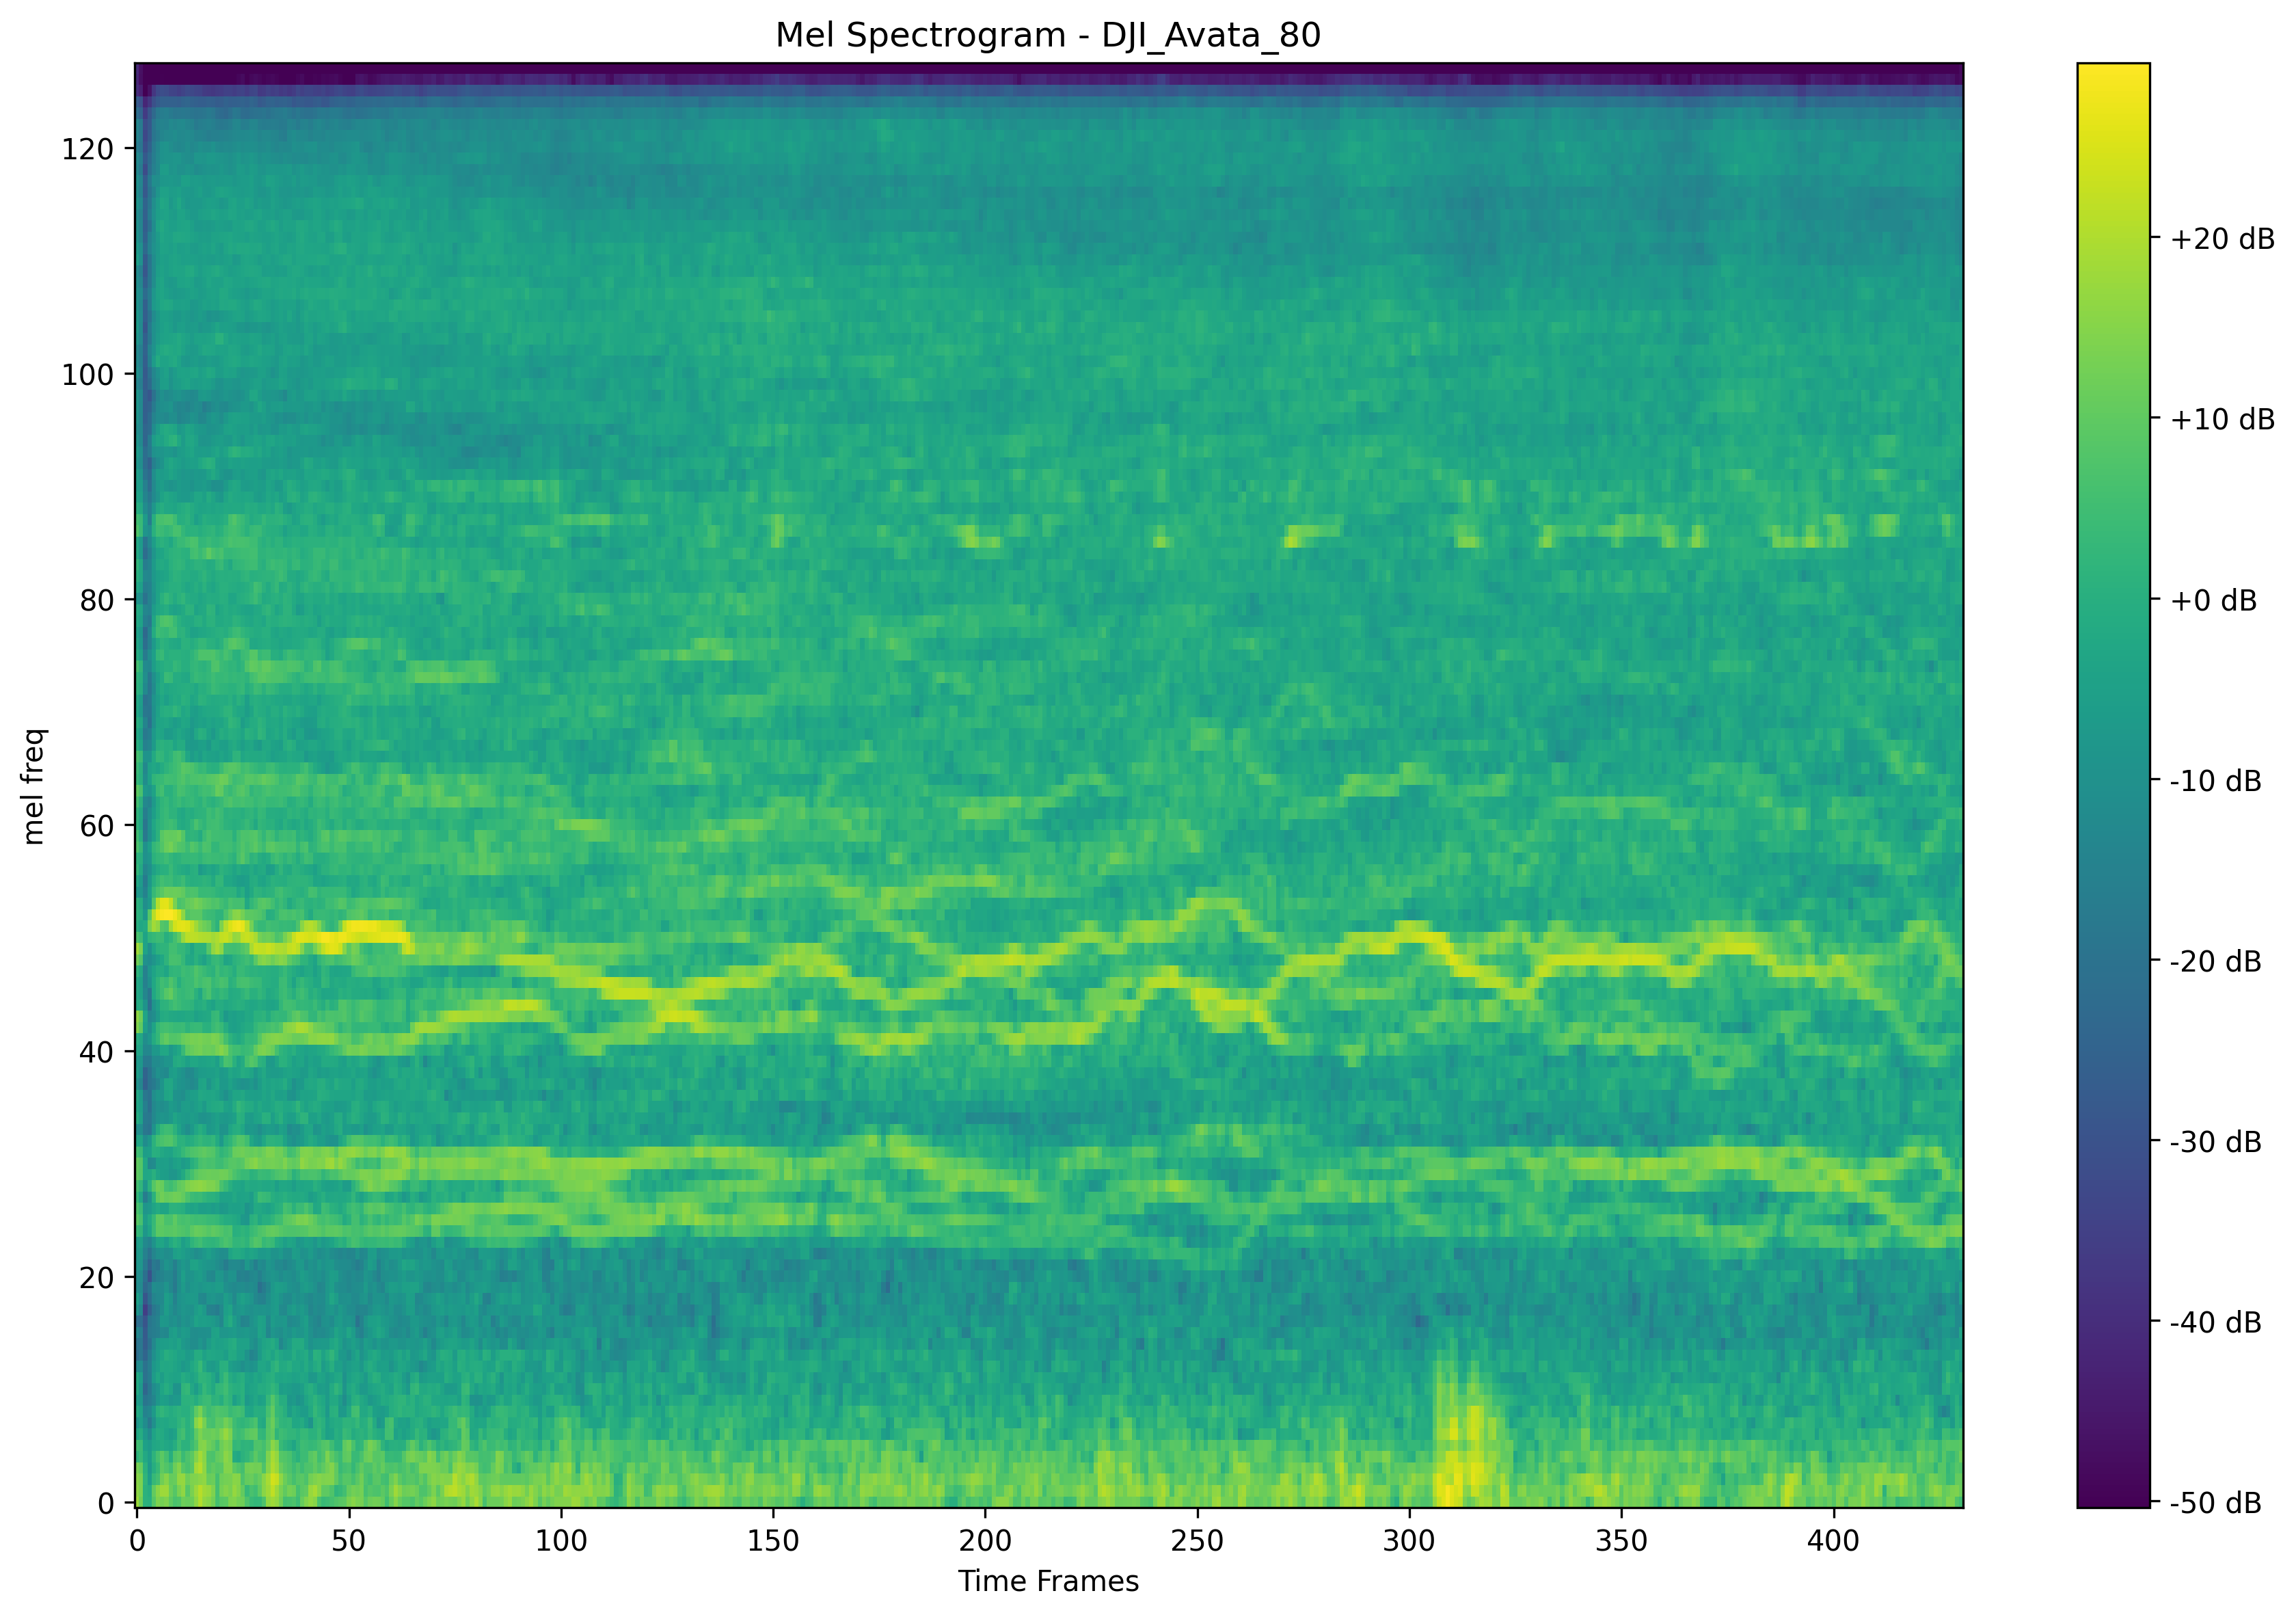 Mel Spectrogram - DJI_Avata_80
mel freq
120
100
80
60
40
20
0
0 50 100 150 200 250 300 350 400
Time Frames
+20 dB
+10 dB
+0 dB
-10 dB
-20 dB
-30 dB
-40 dB
-50 dB